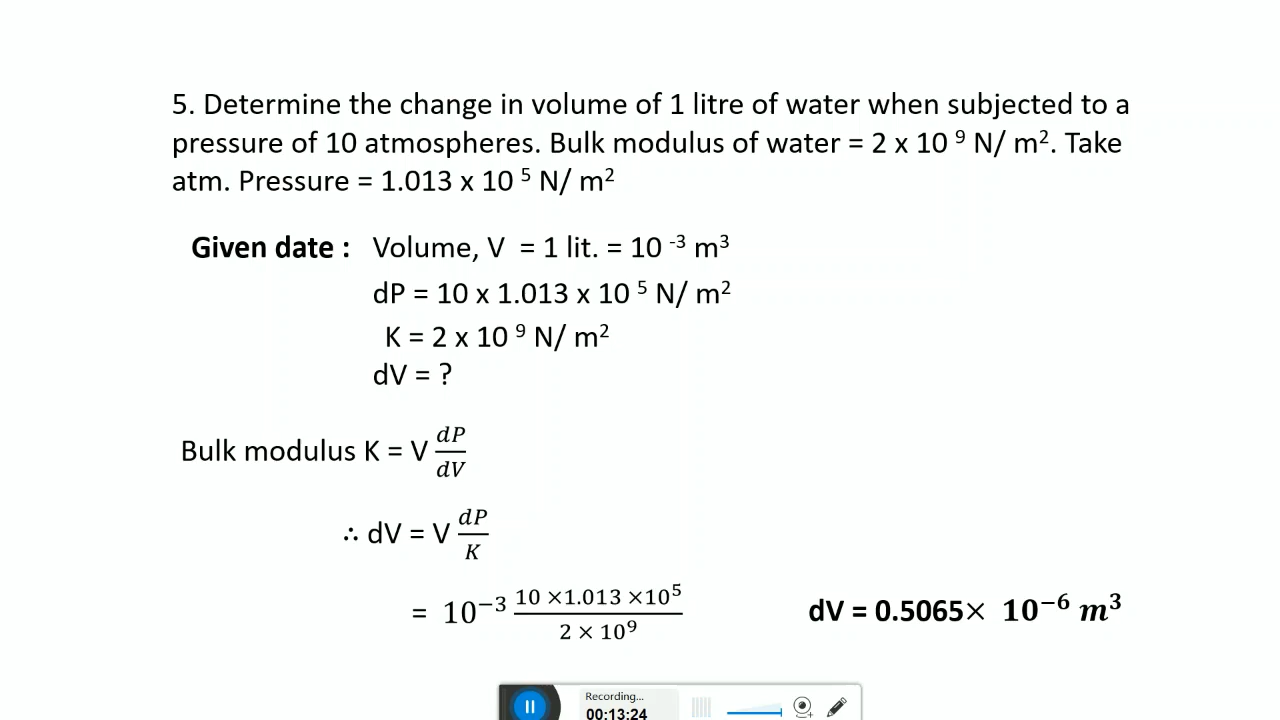 5. Determine the change in volume of 1 litre of water when subjected to a
pressure of 10 atmospheres. Bulk modulus of water = 2 x 10 ⁹ N/ m². Take
atm. Pressure = 1.013 x 10 ⁵ N/ m²
Given date : Volume, V = 1 lit. = 10 ⁻³ m³
dP = 10 x 1.013 x 10 ⁵ N/ m²
K = 2 x 10 ⁹ N/ m²
dV = ?
Bulk modulus K = V dP/dV
∴ dV = V dP/K
= 10⁻³ (10 ×1.013 ×10⁵)/(2 × 10⁹) dV = 0.5065× 10⁻⁶ m³
Recording...
00:13:24